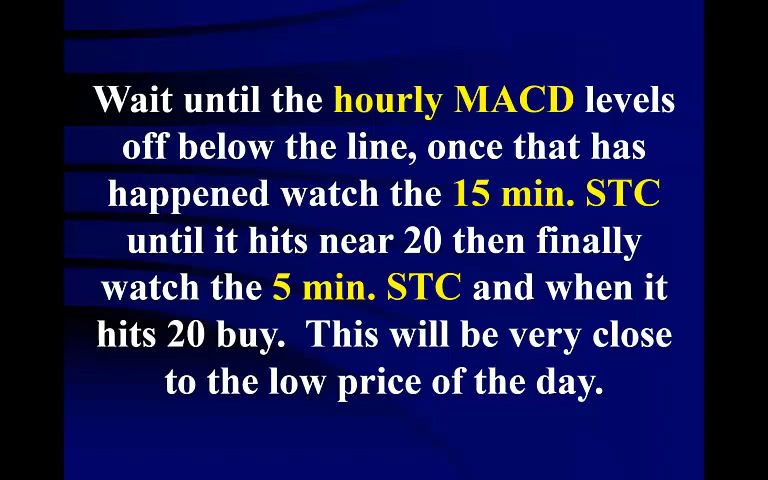 Wait until the hourly MACD levels
off below the line, once that has
happened watch the 15 min. STC
until it hits near 20 then finally
watch the 5 min. STC and when it
hits 20 buy.  This will be very close
to the low price of the day.